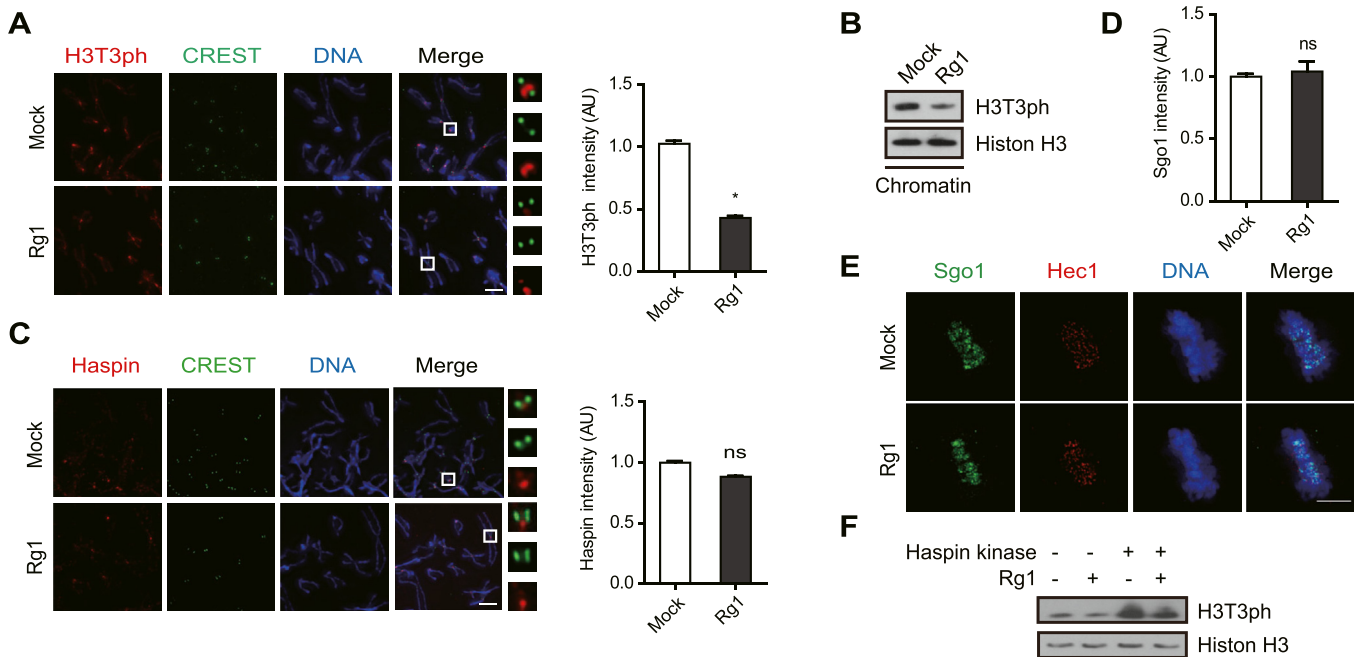 A
H3T3ph CREST DNA Merge
Mock
Rg1
H3T3ph intensity (AU)
1.5
1.0
0.5
0.0
*
Mock
Rg1
B
Mock
Rg1
H3T3ph
Histon H3
Chromatin
C
Haspin CREST DNA Merge
Mock
Rg1
Haspin intensity (AU)
1.5
1.0
0.5
0.0
ns
Mock
Rg1
D
Sgo1 intensity (AU)
1.5
1.0
0.5
0.0
ns
Mock
Rg1
E
Sgo1 Hec1 DNA Merge
Mock
Rg1
F
Haspin kinase - - + +
Rg1 - + - +
H3T3ph
Histon H3